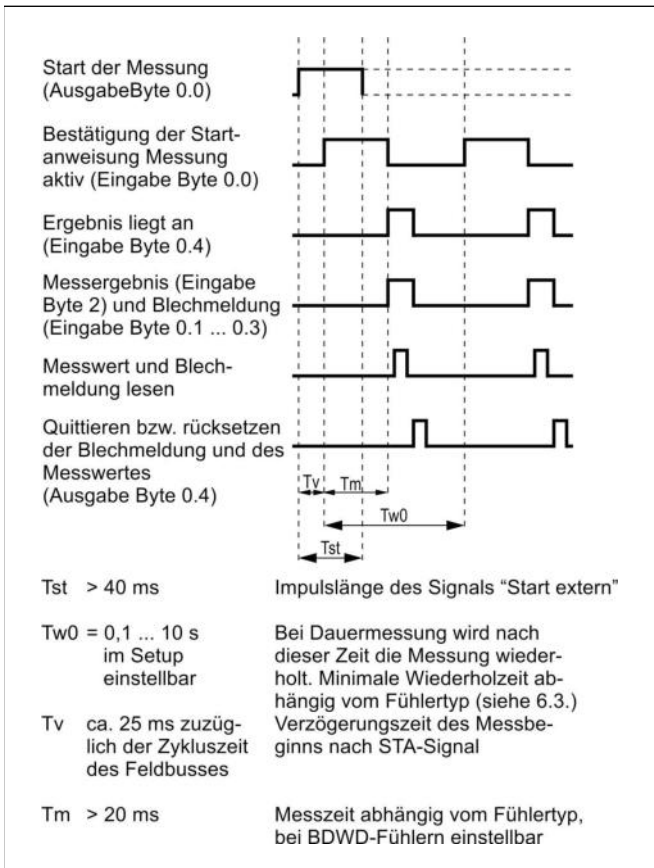 Start der Messung
(AusgabeByte 0.0)
Bestätigung der Start-
anweisung Messung
aktiv (Eingabe Byte 0.0)
Ergebnis liegt an
(Eingabe Byte 0.4)
Messergebnis (Eingabe
Byte 2) und Blechmeldung
(Eingabe Byte 0.1 ... 0.3)
Messwert und Blech-
meldung lesen
Quittieren bzw. rücksetzen
der Blechmeldung und des
Messwertes
(Ausgabe Byte 0.4)
Tv Tm
Tw0
Tst
Tst > 40 ms Impulslänge des Signals “Start extern”
Tw0 = 0,1 ... 10 s Bei Dauermessung wird nach
im Setup dieser Zeit die Messung wieder-
einstellbar holt. Minimale Wiederholzeit ab-
hängig vom Fühlertyp (siehe 6.3.)
Tv ca. 25 ms zuzüg- Verzögerungszeit des Messbe-
lich der Zykluszeit ginns nach STA-Signal
des Feldbusses
Tm > 20 ms Messzeit abhängig vom Fühlertyp,
bei BDWD-Fühlern einstellbar